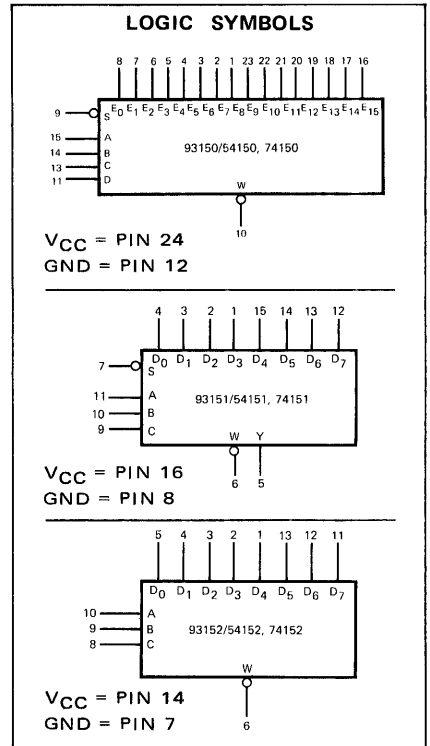 LOGIC SYMBOLS
8 7 6 5 4 3 2 1 23 22 21 20 19 18 17 16
E0 E1 E2 E3 E4 E5 E6 E7 E8 E9 E10 E11 E12 E13 E14 E15
9 S
15 A
14 B
13 C
11 D
93150/54150, 74150
W
10
VCC = PIN 24
GND = PIN 12
4 3 2 1 15 14 13 12
D0 D1 D2 D3 D4 D5 D6 D7
7 S
11 A
10 B
9 C
93151/54151, 74151
W Y
6 5
VCC = PIN 16
GND = PIN 8
5 4 3 2 1 13 12 11
D0 D1 D2 D3 D4 D5 D6 D7
10 A
9 B
8 C
93152/54152, 74152
W
6
VCC = PIN 14
GND = PIN 7